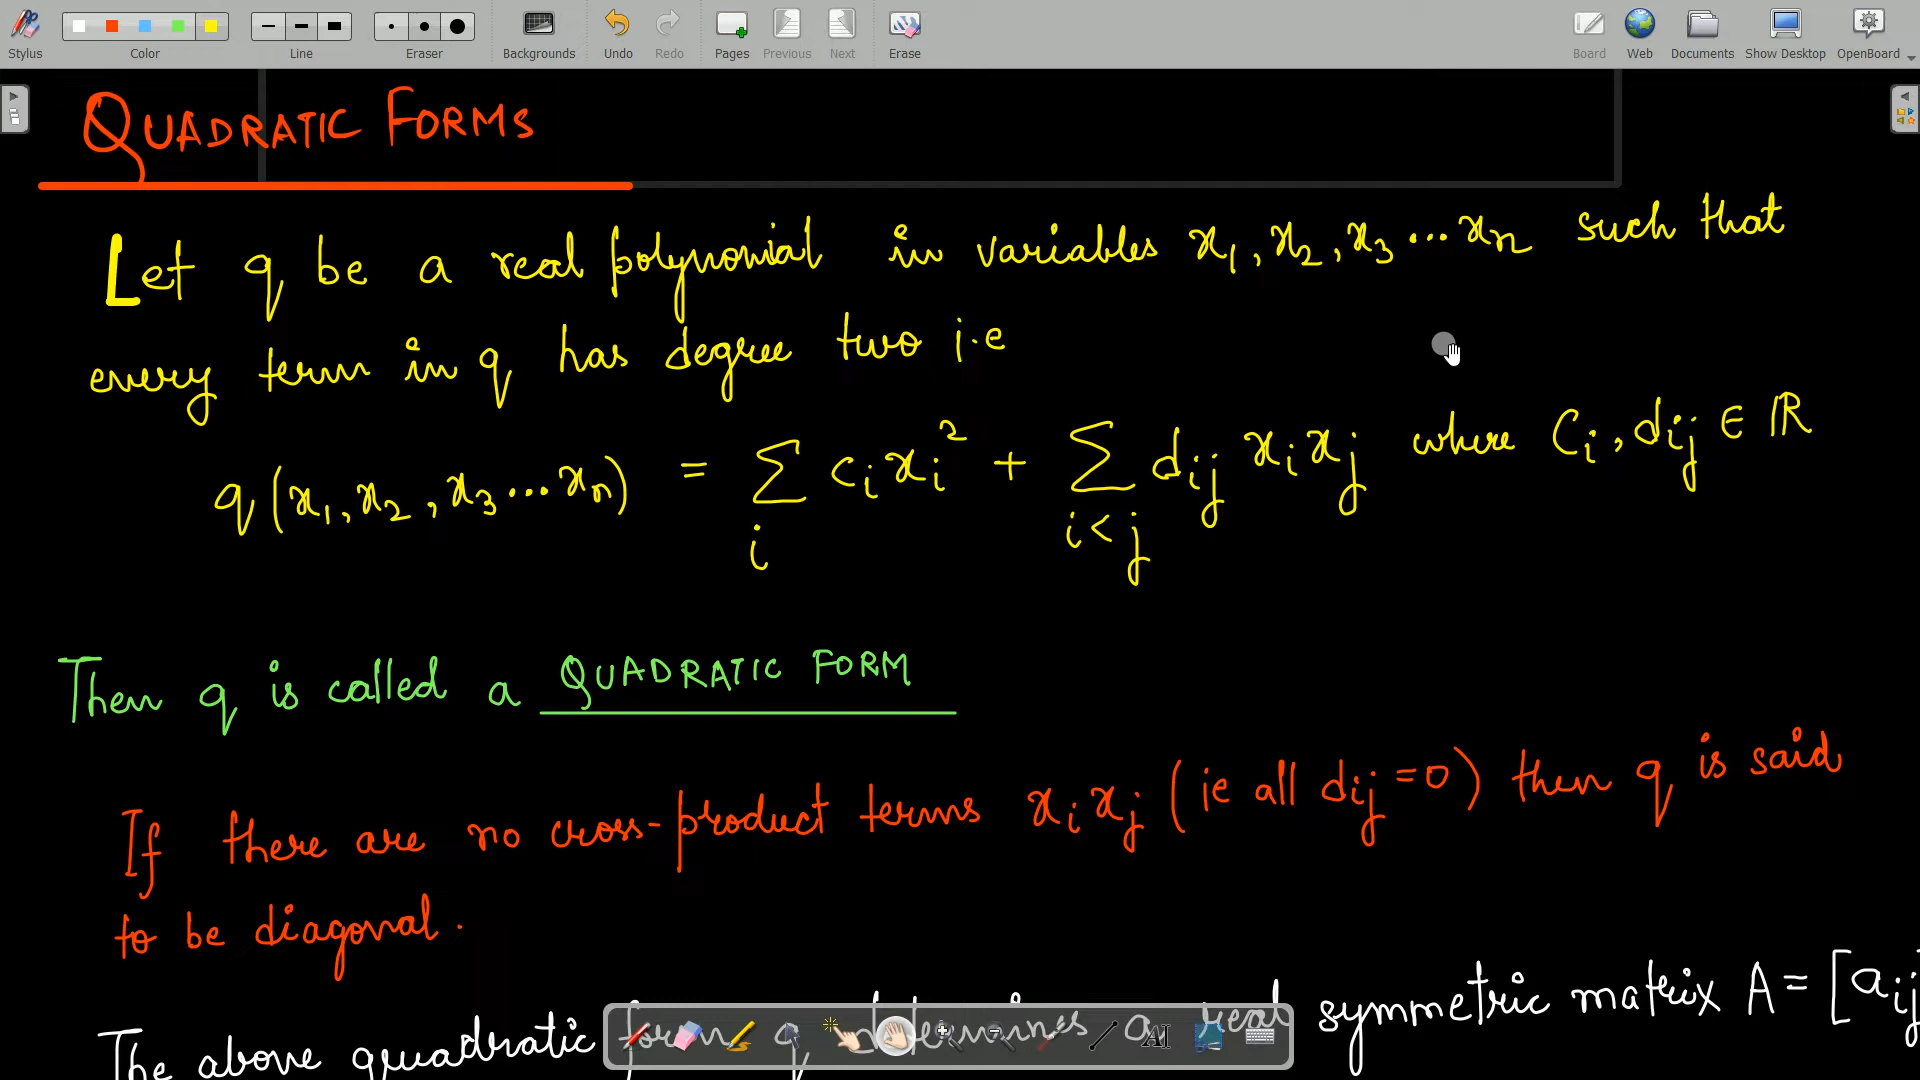 Stylus Color Line Eraser Backgrounds Undo Redo Pages Previous Next Erase Board Web Documents Show Desktop OpenBoard
QUADRATIC FORMS
Let q be a real polynomial in variables x₁, x₂, x₃ ... xₙ such that
every term in q has degree two i.e
q(x₁, x₂, x₃ ... xₙ) = ∑ cᵢ xᵢ² + ∑ dᵢⱼ xᵢ xⱼ where Cᵢ, dᵢⱼ ∈ ℝ
i i<j
Then q is called a QUADRATIC FORM
If there are no cross-product terms xᵢ xⱼ (ie all dᵢⱼ = 0) then q is said
to be diagonal.
The above quadratic form q determines a real symmetric matrix A = [aᵢⱼ]